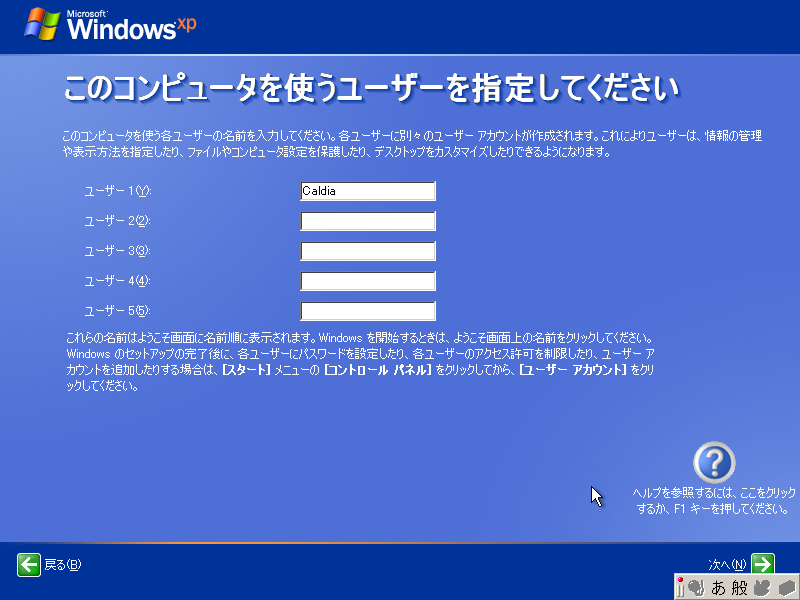 Microsoft
Windows xp
このコンピュータを使うユーザーを指定してください
このコンピュータを使う各ユーザーの名前を入力してください。各ユーザーに別々のユーザー アカウントが作成されます。これによりユーザーは、情報の管理
や表示方法を指定したり、ファイルやコンピュータ設定を保護したり、デスクトップをカスタマイズしたりできるようになります。
ユーザー 1(Y): Caldia
ユーザー 2(2):
ユーザー 3(3):
ユーザー 4(4):
ユーザー 5(5):
これらの名前はようこそ画面に名前順に表示されます。Windows を開始するときは、ようこそ画面上の名前をクリックしてください。
Windows のセットアップの完了後に、各ユーザーにパスワードを設定したり、各ユーザーのアクセス許可を制限したり、ユーザー ア
カウントを追加したりする場合は、[スタート] メニューの [コントロール パネル] をクリックしてから、[ユーザー アカウント] をクリ
ックしてください。
?
ヘルプを参照するには、ここをクリック
するか、F1 キーを押してください。
戻る(B)
次へ(N)
あ 般